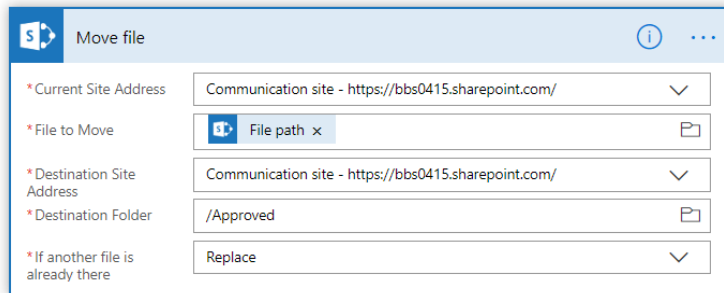 Move file
*Current Site Address
Communication site - https://bbs0415.sharepoint.com/
*File to Move
File path ×
*Destination Site
Address
Communication site - https://bbs0415.sharepoint.com/
*Destination Folder
/Approved
*If another file is
already there
Replace